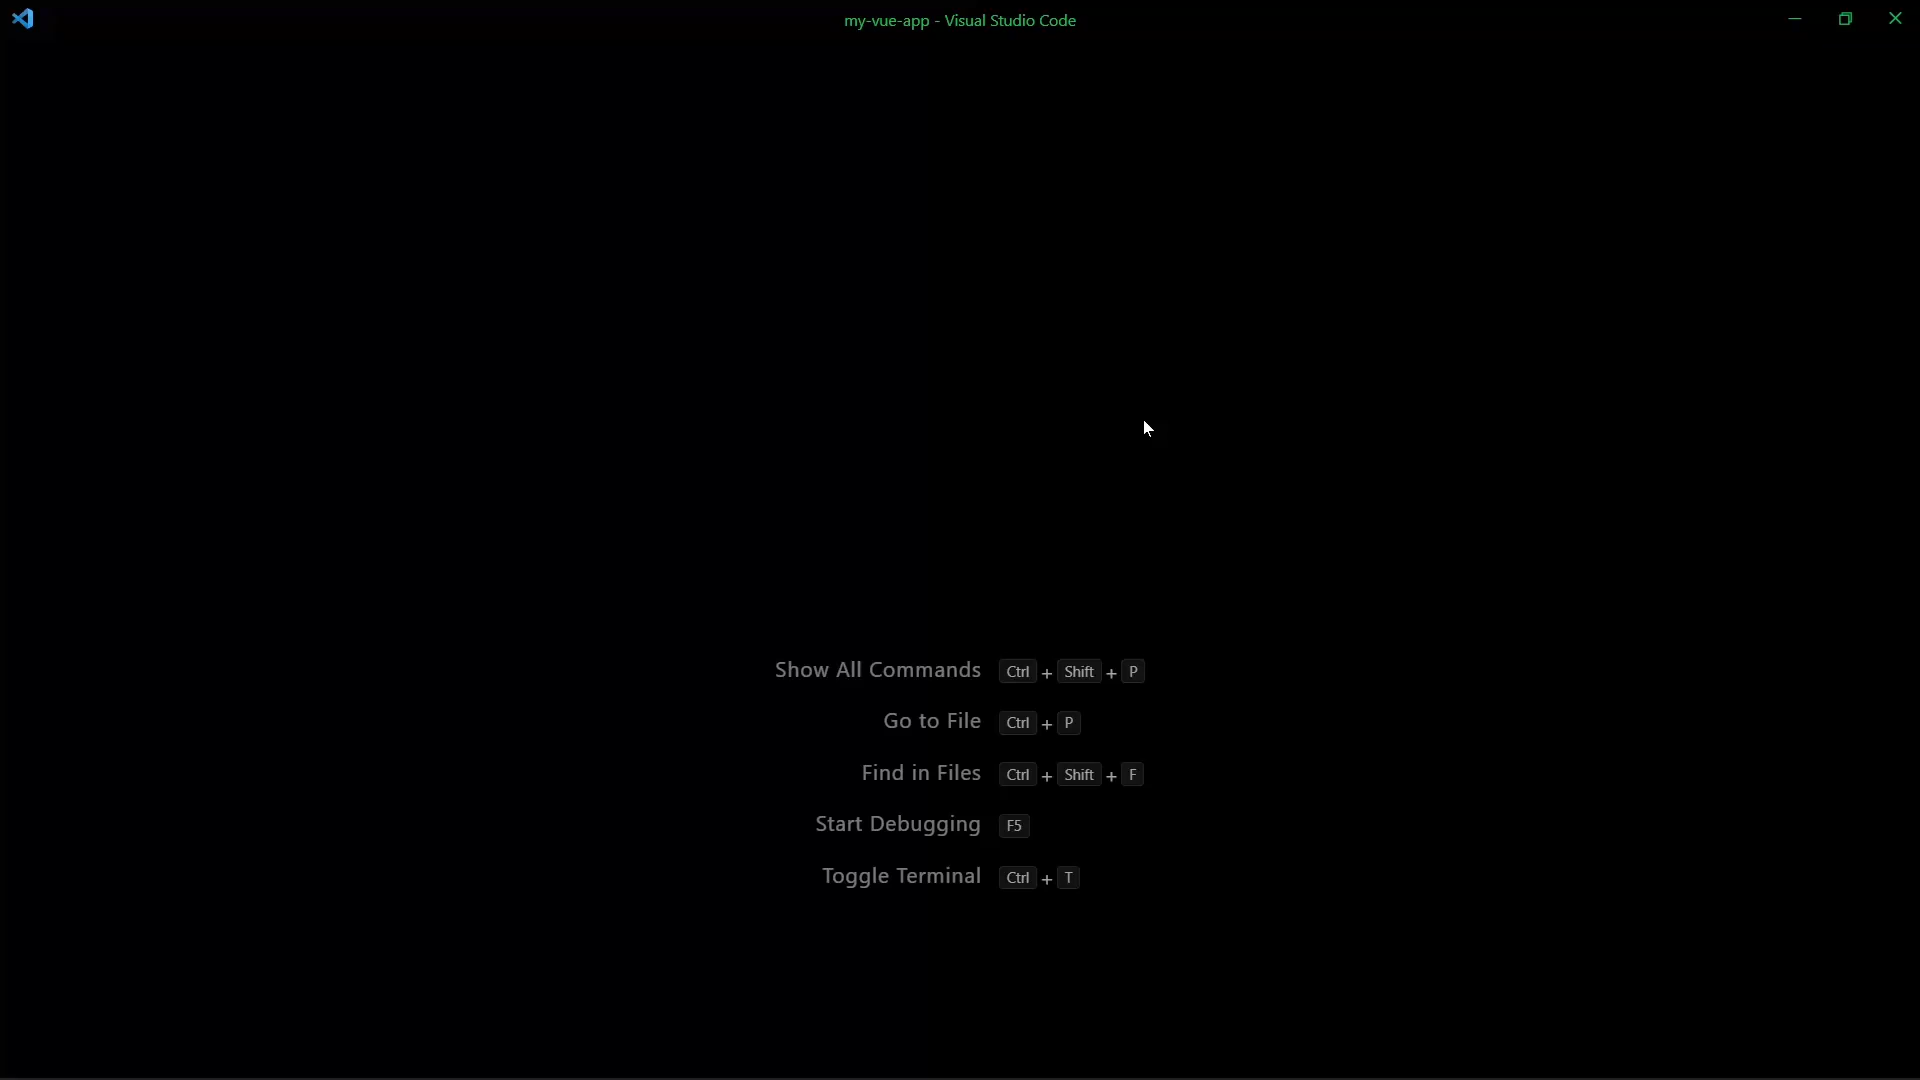 my-vue-app - Visual Studio Code
Show All Commands Ctrl + Shift + P
Go to File Ctrl + P
Find in Files Ctrl + Shift + F
Start Debugging F5
Toggle Terminal Ctrl + T